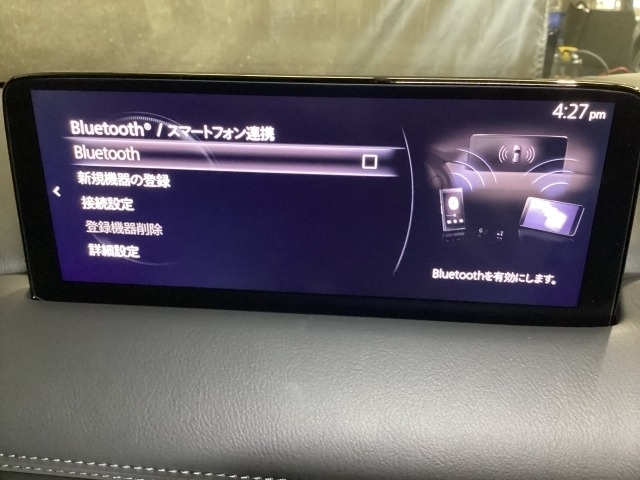 4:27 pm
Bluetooth® / スマートフォン連携
Bluetooth
新規機器の登録
接続設定
登録機器削除
詳細設定
Bluetoothを有効にします。